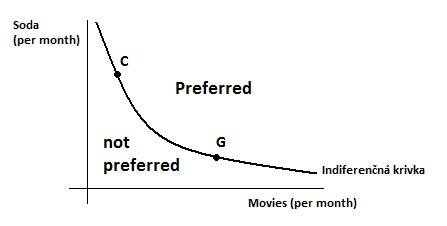 Soda
(per month)
C
Preferred
not
preferred
G
Indiferenčná krivka
Movies (per month)